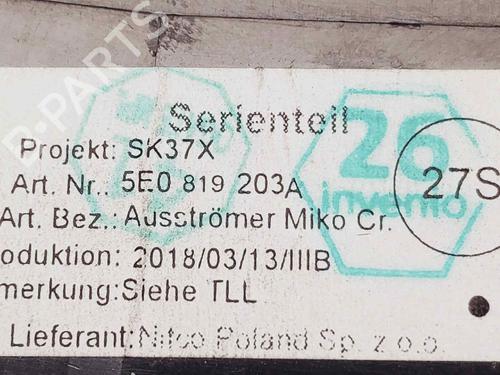 B-PARTS
Serienteil
Projekt: SK37X
Art. Nr.: 5E0 819 203A
Art. Bez.: Ausströmer Miko Cr.
oduktion: 2018/03/13/IIIB
merkung: Siehe TLL
Lieferant: Nifco Poland Sp. z o.o.
26
invenio
27S